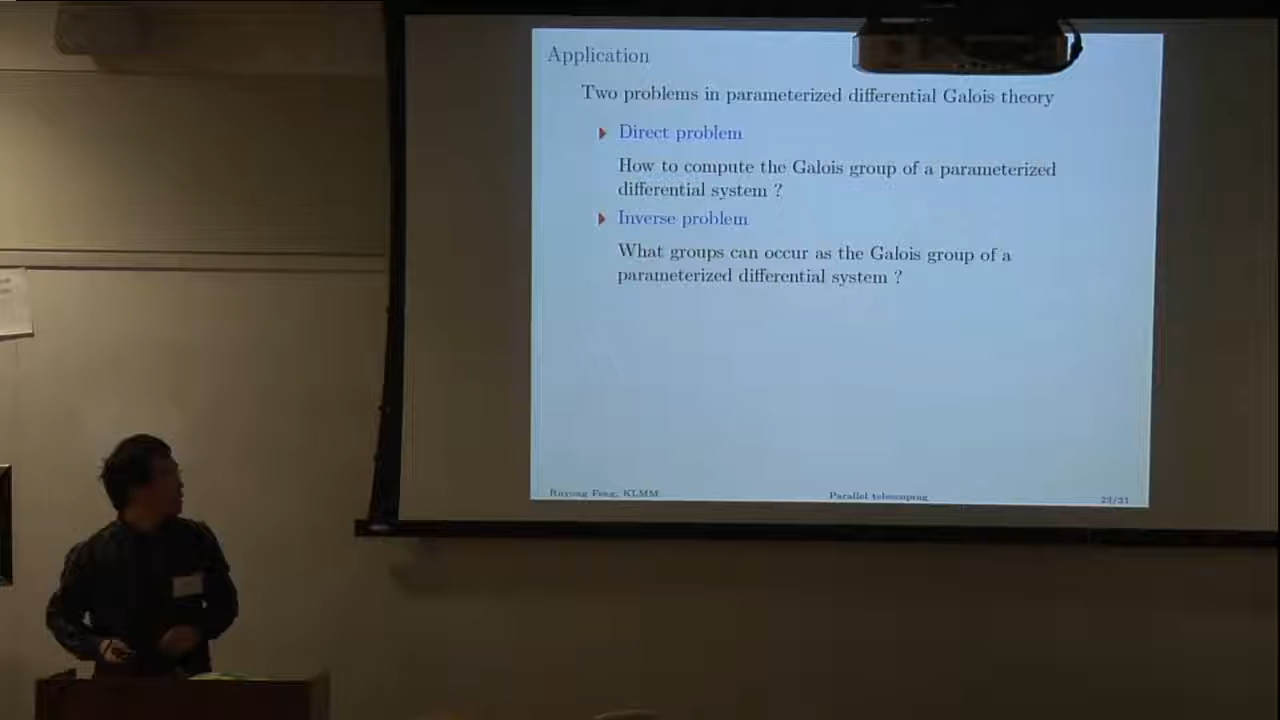 Application
Two problems in parameterized differential Galois theory
Direct problem
How to compute the Galois group of a parameterized
differential system ?
Inverse problem
What groups can occur as the Galois group of a
parameterized differential system ?
Ruyong Feng, KLMM
Parallel telescoping